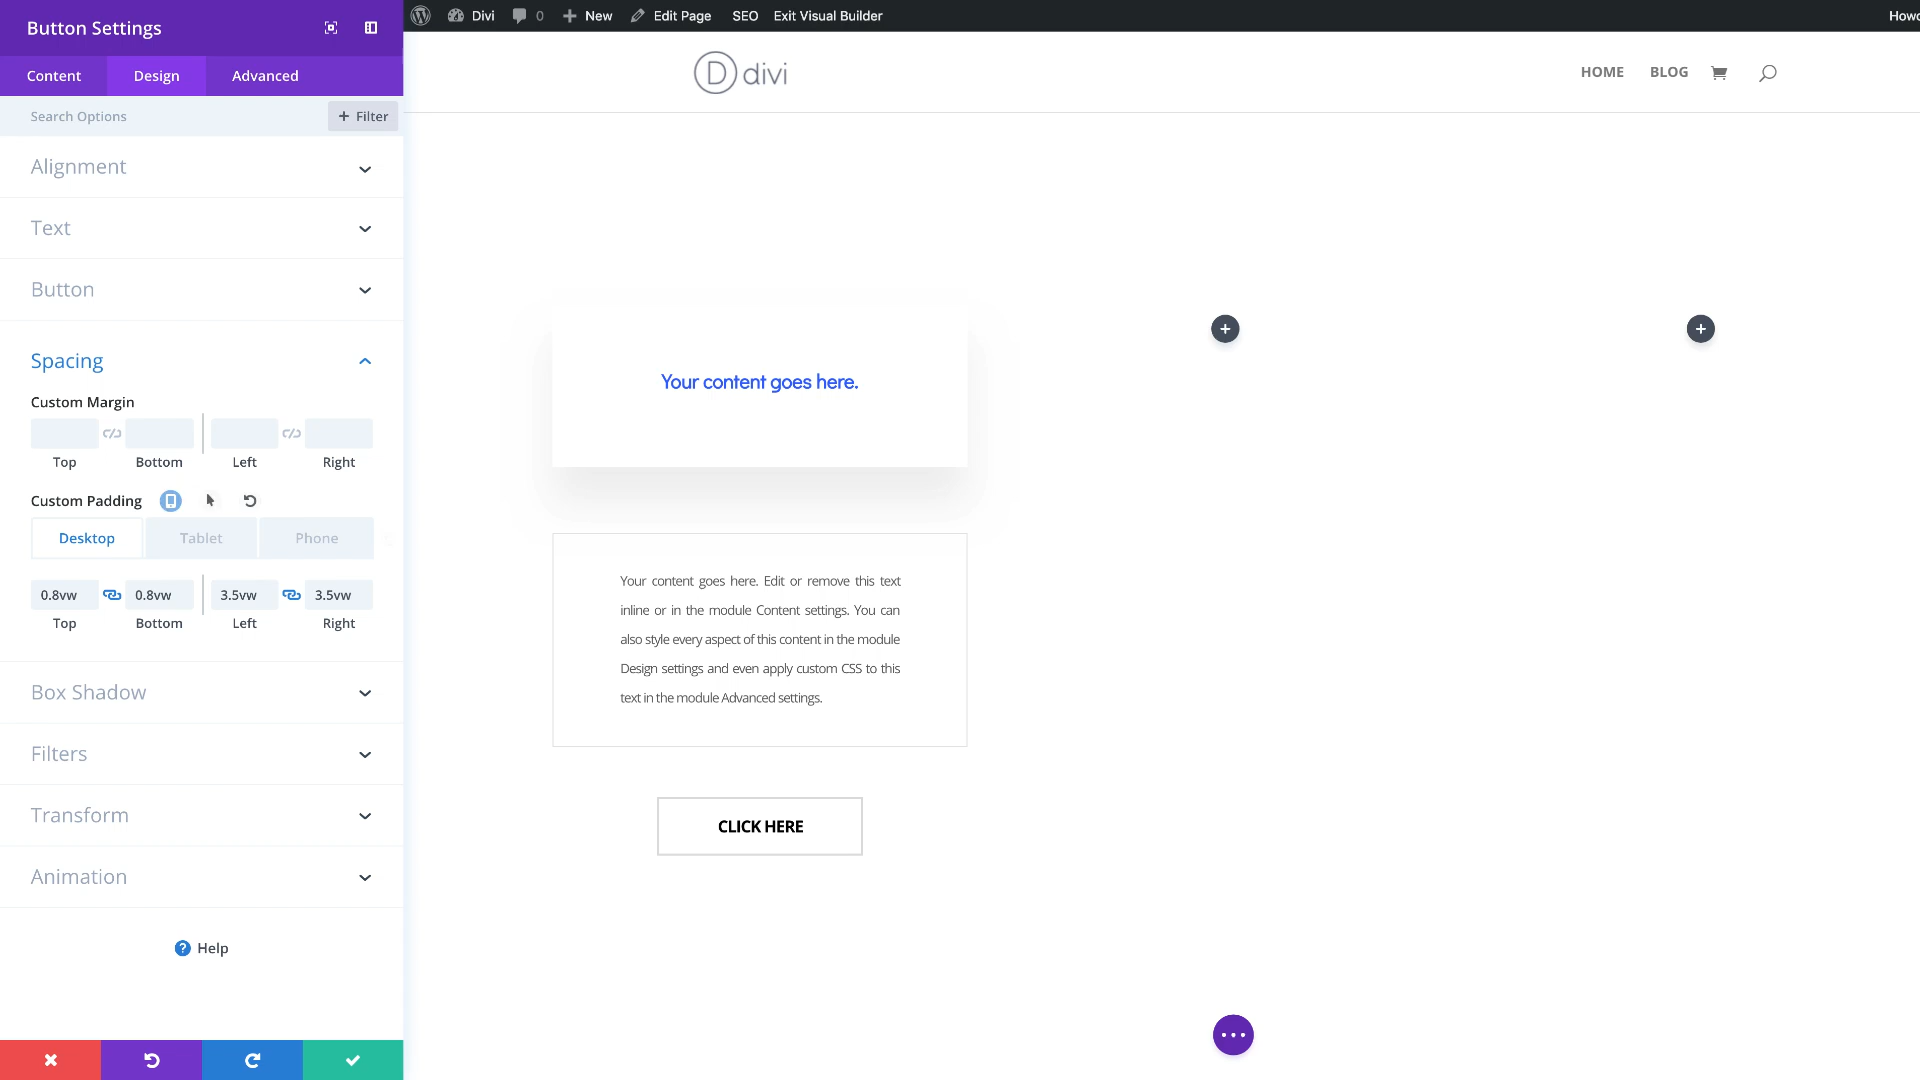 Button Settings
Content Design Advanced
Search Options
+ Filter
Alignment
Text
Button
Spacing
Custom Margin
Top Bottom Left Right
Custom Padding
Desktop Tablet Phone
0.8vw 0.8vw 3.5vw 3.5vw
Top Bottom Left Right
Box Shadow
Filters
Transform
Animation
? Help
Divi 0 New Edit Page SEO Exit Visual Builder
D divi
HOME BLOG
Your content goes here.
Your content goes here. Edit or remove this text
inline or in the module Content settings. You can
also style every aspect of this content in the module
Design settings and even apply custom CSS to this
text in the module Advanced settings.
CLICK HERE